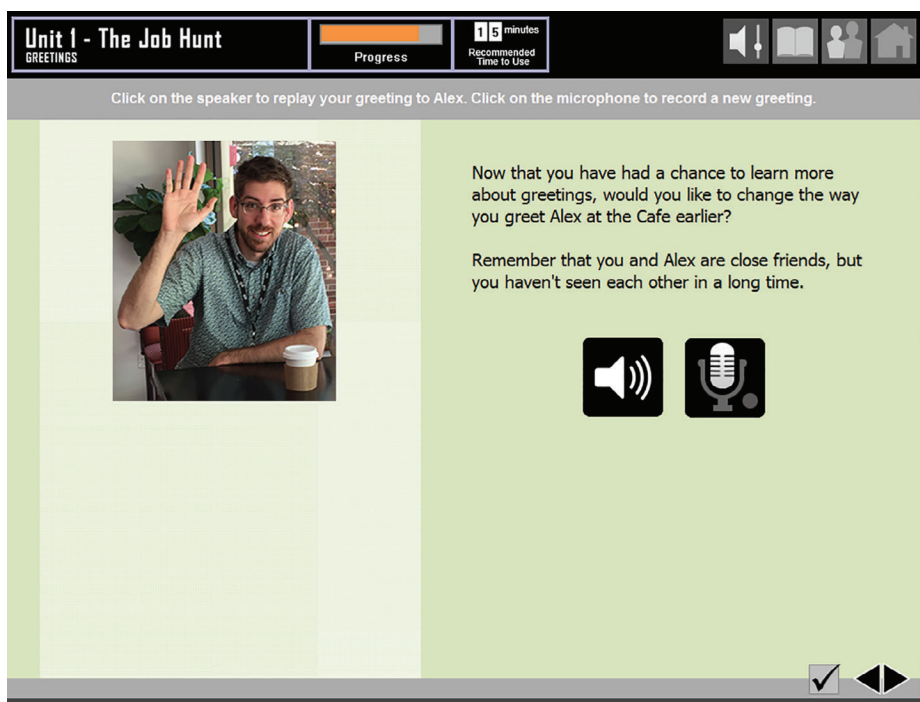 Unit 1 - The Job Hunt
GREETINGS
Progress
15 minutes
Recommended
Time to Use
Click on the speaker to replay your greeting to Alex. Click on the microphone to record a new greeting.
Now that you have had a chance to learn more
about greetings, would you like to change the way
you greet Alex at the Cafe earlier?
Remember that you and Alex are close friends, but
you haven't seen each other in a long time.